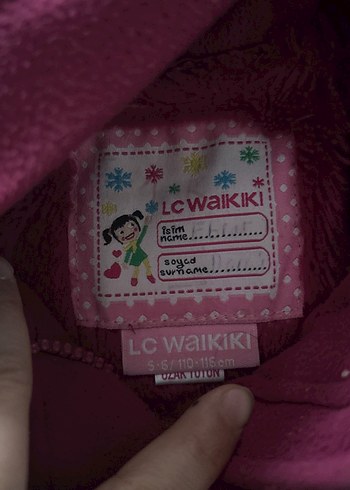 LC WAIKIKI
isim
name
soyad
surname
LC WAIKIKI
5-6 / 110-116 cm
UZAK TUTUN